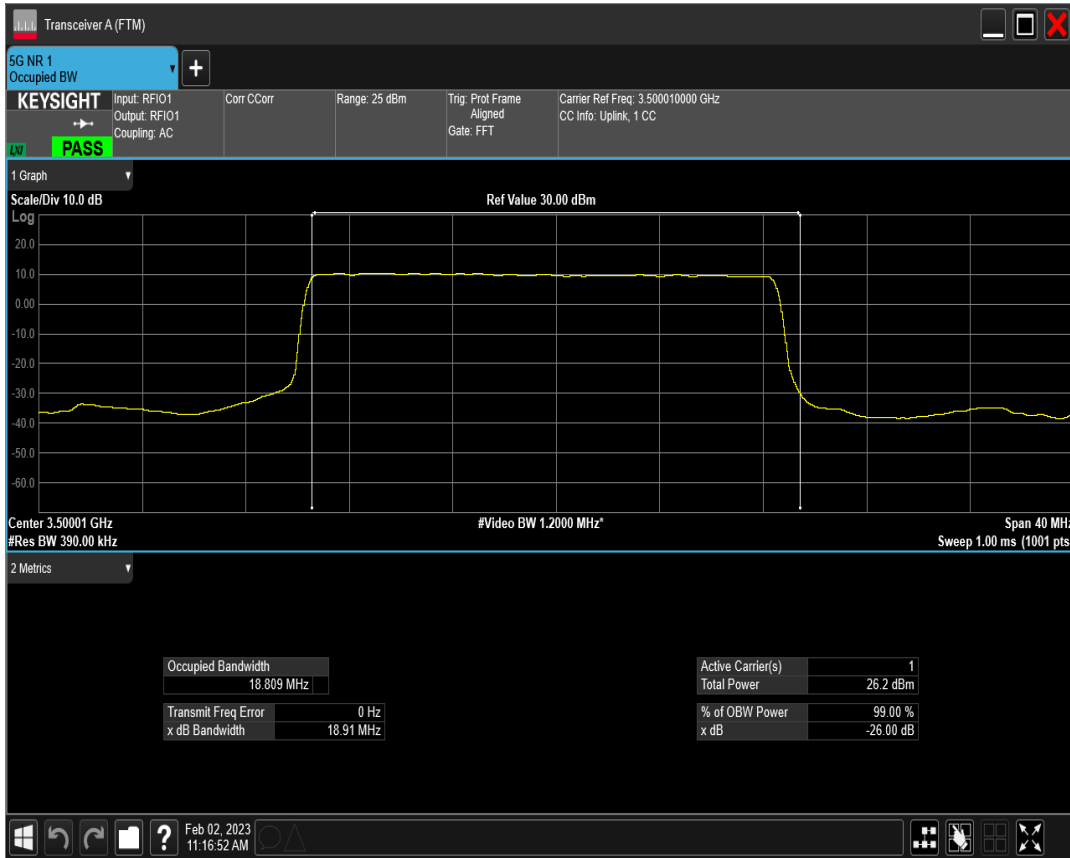 Transceiver A (FTM)
5G NR 1
Occupied BW
+
KEYSIGHT
LXI
PASS
Input: RFIO1
Output: RFIO1
Coupling: AC
Corr CCorr
Range: 25 dBm
Trig: Prot Frame
Aligned
Gate: FFT
Carrier Ref Freq: 3.500010000 GHz
CC Info: Uplink, 1 CC
1 Graph
Scale/Div 10.0 dB
Ref Value 30.00 dBm
Log
20.0
10.0
0.00
-10.0
-20.0
-30.0
-40.0
-50.0
-60.0
Center 3.50001 GHz
#Video BW 1.2000 MHz*
Span 40 MHz
#Res BW 390.00 kHz
Sweep 1.00 ms (1001 pts
2 Metrics
Occupied Bandwidth
18.809 MHz
Transmit Freq Error 0 Hz
x dB Bandwidth 18.91 MHz
Active Carrier(s) 1
Total Power 26.2 dBm
% of OBW Power 99.00 %
x dB -26.00 dB
?
Feb 02, 2023
11:16:52 AM